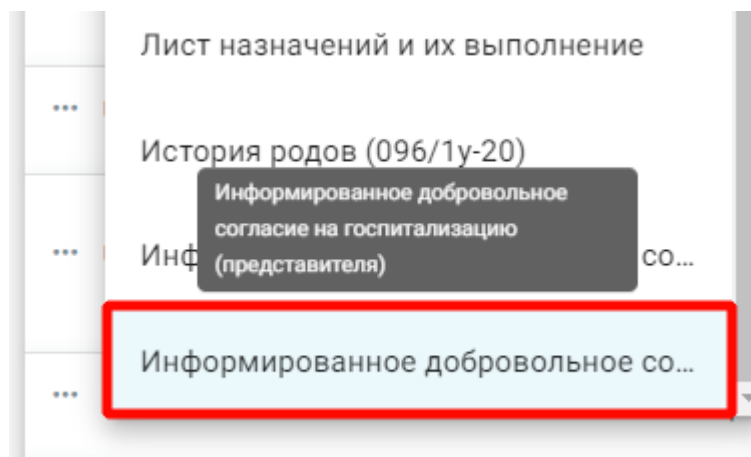 Лист назначений и их выполнение
История родов (096/1у-20)
Информированное добровольное
согласие на госпитализацию
(представителя)
Инф
со...
Информированное добровольное со...